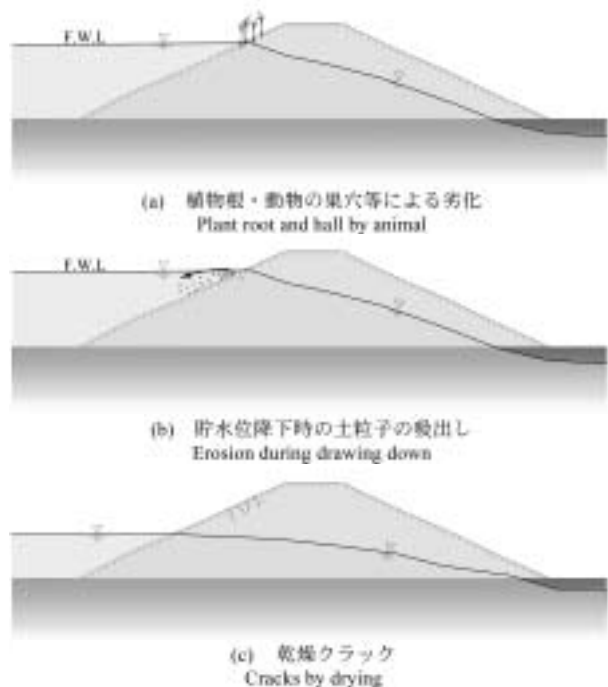 F.W.L
(a) 植物根・動物の巣穴等による劣化
Plant root and hall by animal
F.W.L
(b) 貯水位降下時の土粒子の吸出し
Erosion during drawing down
(c) 乾燥クラック
Cracks by drying